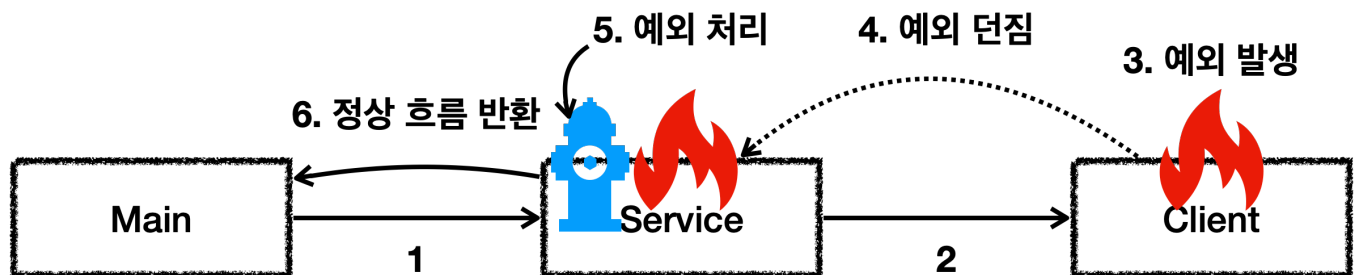 5. 예외 처리
4. 예외 던짐
3. 예외 발생
6. 정상 흐름 반환
Main
Service
Client
1
2